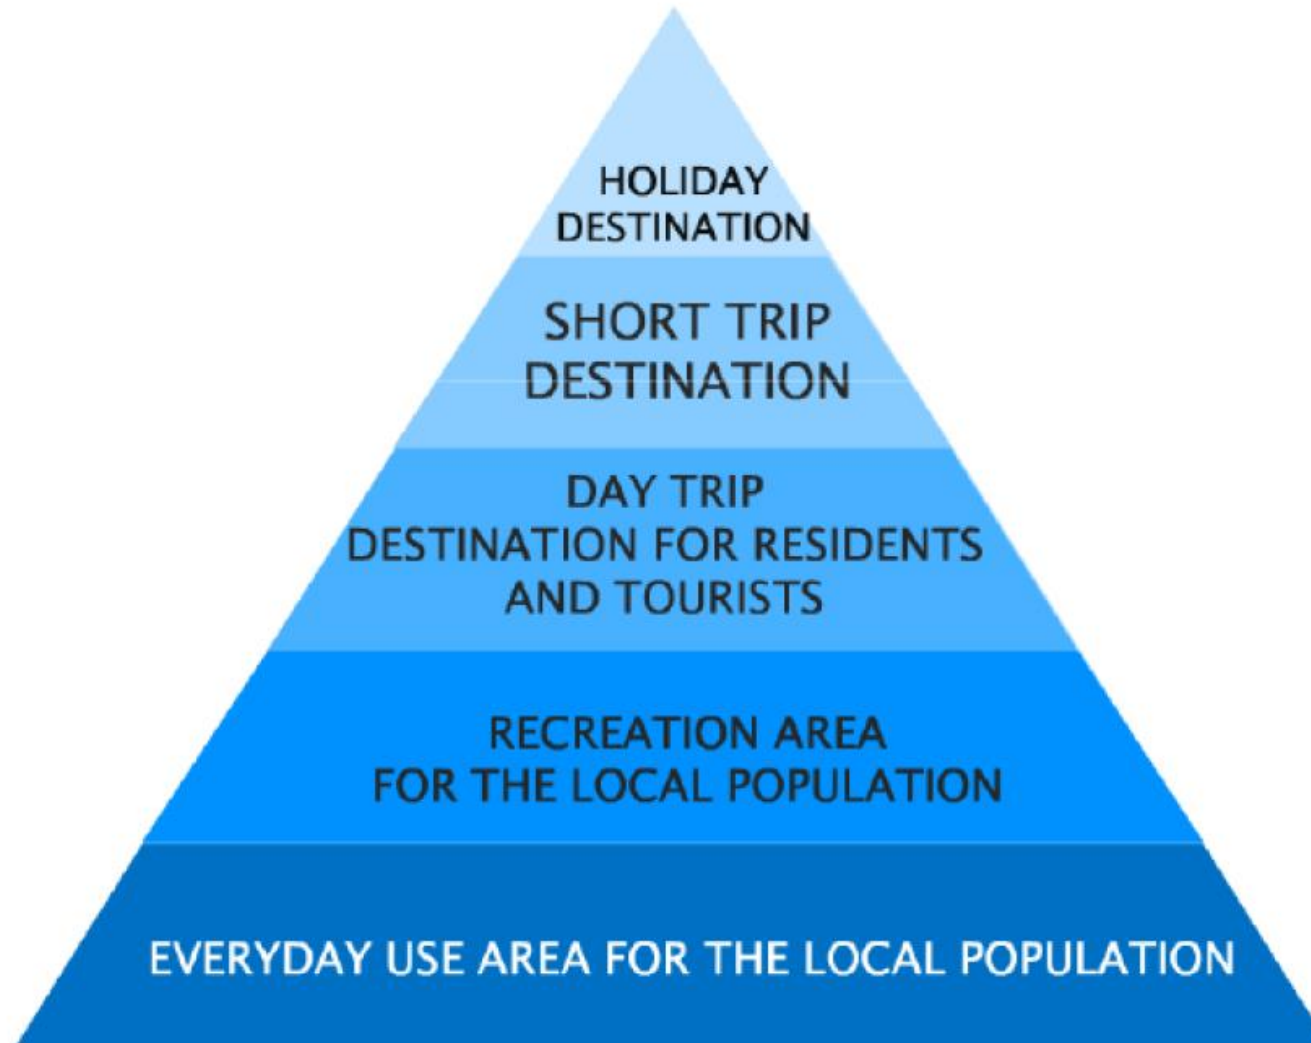 HOLIDAY
DESTINATION
SHORT TRIP
DESTINATION
DAY TRIP
DESTINATION FOR RESIDENTS
AND TOURISTS
RECREATION AREA
FOR THE LOCAL POPULATION
EVERYDAY USE AREA FOR THE LOCAL POPULATION